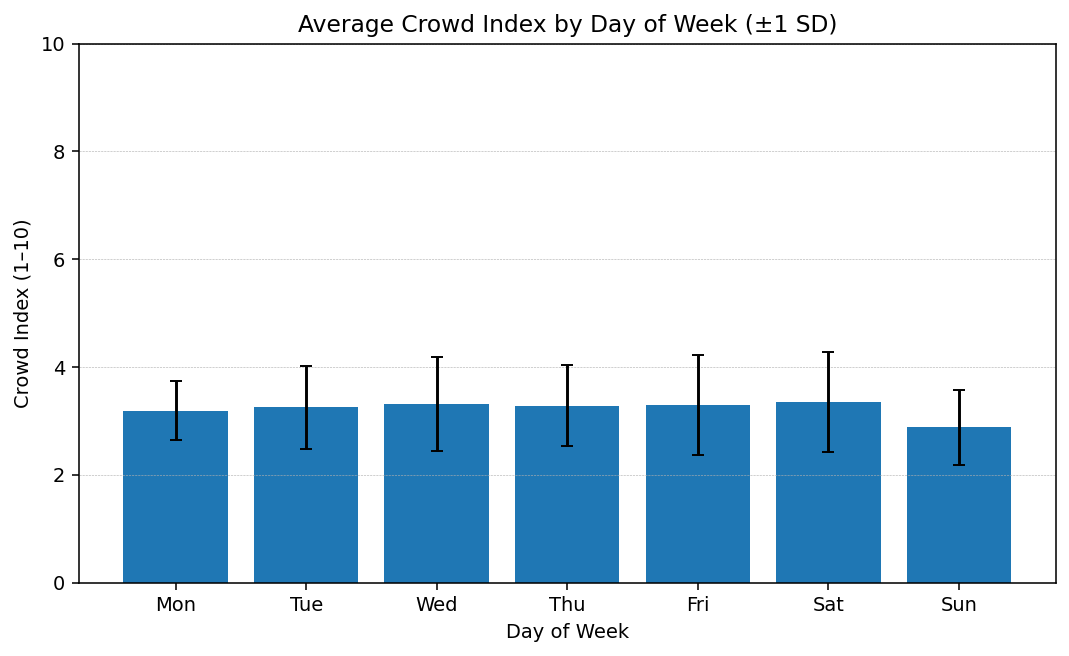 Average Crowd Index by Day of Week (±1 SD)
10
8
6
4
2
0
Crowd Index (1–10)
Mon Tue Wed Thu Fri Sat Sun
Day of Week